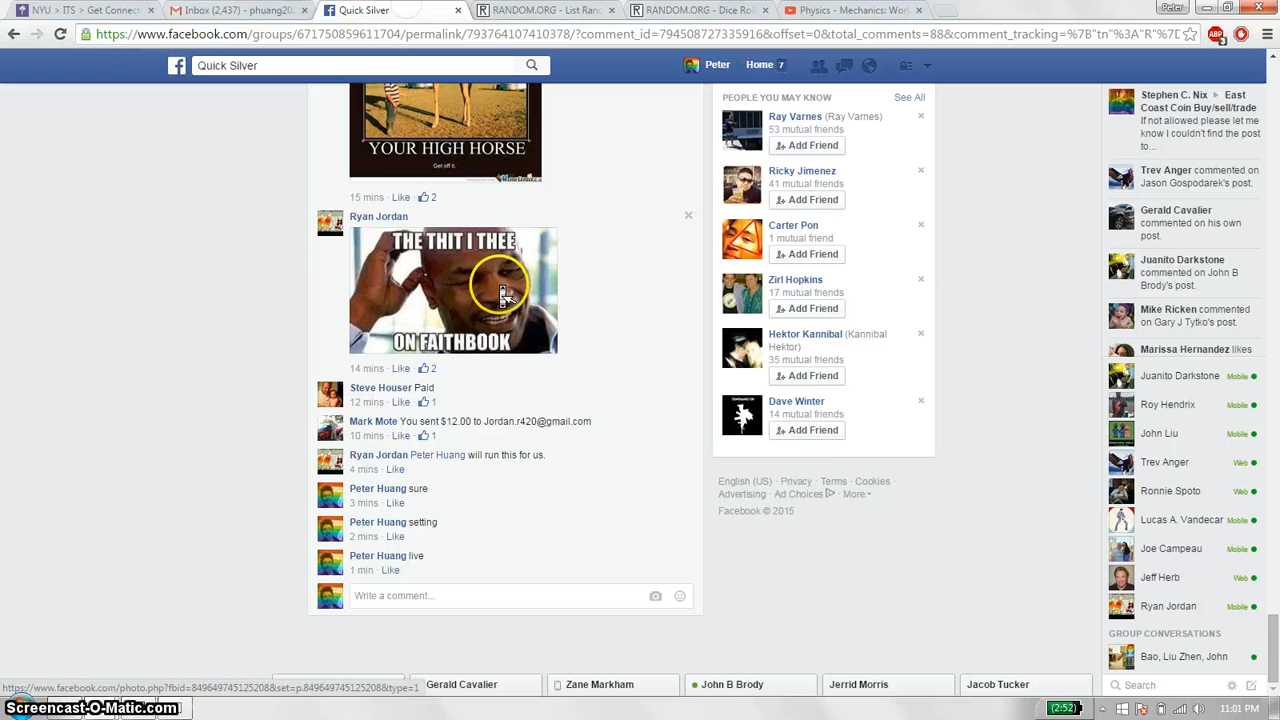 NYU > ITS > Get Connect
Inbox (2,437) - phuang20
Quick Silver
RANDOM.ORG - List Rand
RANDOM.ORG - Dice Roll
Physics - Mechanics: Work
Peter
https://www.facebook.com/groups/671750859611704/permalink/793764107410378/?comment_id=794508727335916&offset=0&total_comments=88&comment_tracking=%7B"tn"%3A"R"%7D
Quick Silver
Peter
Home 7
YOUR HIGH HORSE
Get off it.
15 mins · Like · 2
Ryan Jordan
THE THIT I THEE
ON FAITHBOOK
14 mins · Like · 2
Steve Houser Paid
12 mins · Like · 1
Mark Mote You sent $12.00 to Jordan.r420@gmail.com
10 mins · Like · 1
Ryan Jordan Peter Huang will run this for us.
4 mins · Like
Peter Huang sure
3 mins · Like
Peter Huang setting
2 mins · Like
Peter Huang live
1 min · Like
Write a comment...
PEOPLE YOU MAY KNOW
See All
Ray Varnes (Ray Varnes)
53 mutual friends
Add Friend
Ricky Jimenez
41 mutual friends
Add Friend
Carter Pon
1 mutual friend
Add Friend
Zirl Hopkins
17 mutual friends
Add Friend
Hektor Kannibal (Kannibal
Hektor)
35 mutual friends
Add Friend
Dave Winter
14 mutual friends
Add Friend
English (US) · Privacy · Terms · Cookies ·
Advertising · Ad Choices · More
Facebook © 2015
Stephen C. Nix ▸ East
Coast Coin Buy/sell/trade
If not allowed please let me
know I couldn't find the post
to...
Trev Anger commented on
Jason Gospodarek's post.
Gerald Cavalier
commented on his own
post.
Juanito Darkstone
commented on John B
Brody's post.
Mike Ricken commented
on Gary J Tytko's post.
Marissa Hernandez likes
Juanito Darkstone Mobile
Roy Hendrix Mobile
John Liu Mobile
Trev Anger Web
Ronnie Spoto Web
Lucas A. Vandecar Web
Joe Campeau Mobile
Jeff Herb Web
Ryan Jordan Mobile
GROUP CONVERSATIONS
Bao, Liu Zhen, John
Search
https://www.facebook.com/photo.php?fbid=849649745125208&set=p.849649745125208&type=1
Gerald Cavalier
Zane Markham
John B Brody
Jerrid Morris
Jacob Tucker
Screencast-O-Matic.com
(2:52)
11:01 PM